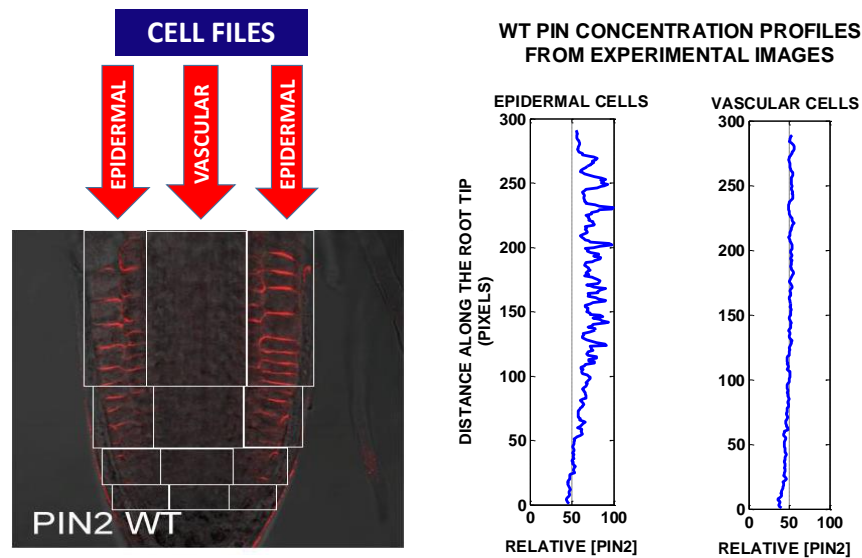 CELL FILES
EPIDERMAL
VASCULAR
EPIDERMAL
PIN2 WT
WT PIN CONCENTRATION PROFILES
FROM EXPERIMENTAL IMAGES
EPIDERMAL CELLS
VASCULAR CELLS
DISTANCE ALONG THE ROOT TIP
(PIXELS)
300
250
200
150
100
50
0
0 50 100
RELATIVE [PIN2]
300
250
200
150
100
50
0
0 50 100
RELATIVE [PIN2]